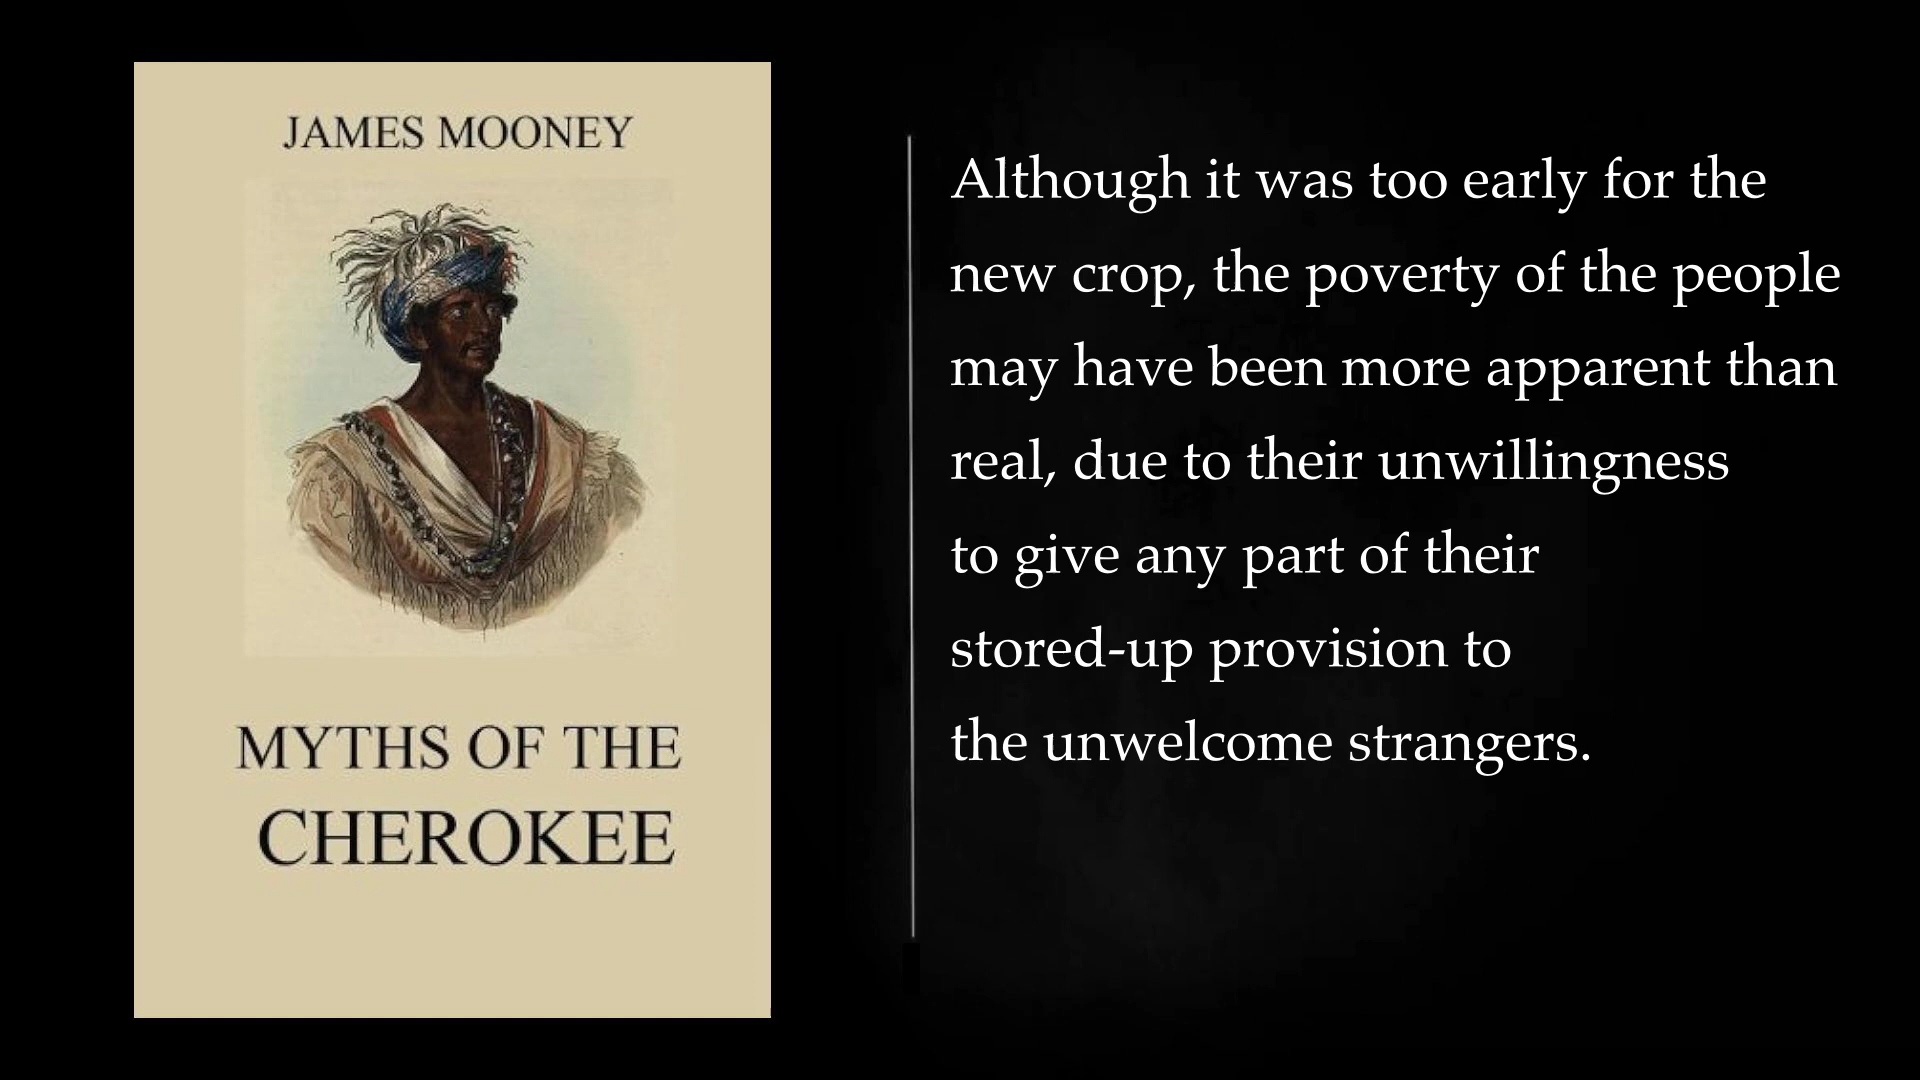 JAMES MOONEY
MYTHS OF THE
CHEROKEE
Although it was too early for the
new crop, the poverty of the people
may have been more apparent than
real, due to their unwillingness
to give any part of their
stored-up provision to
the unwelcome strangers.